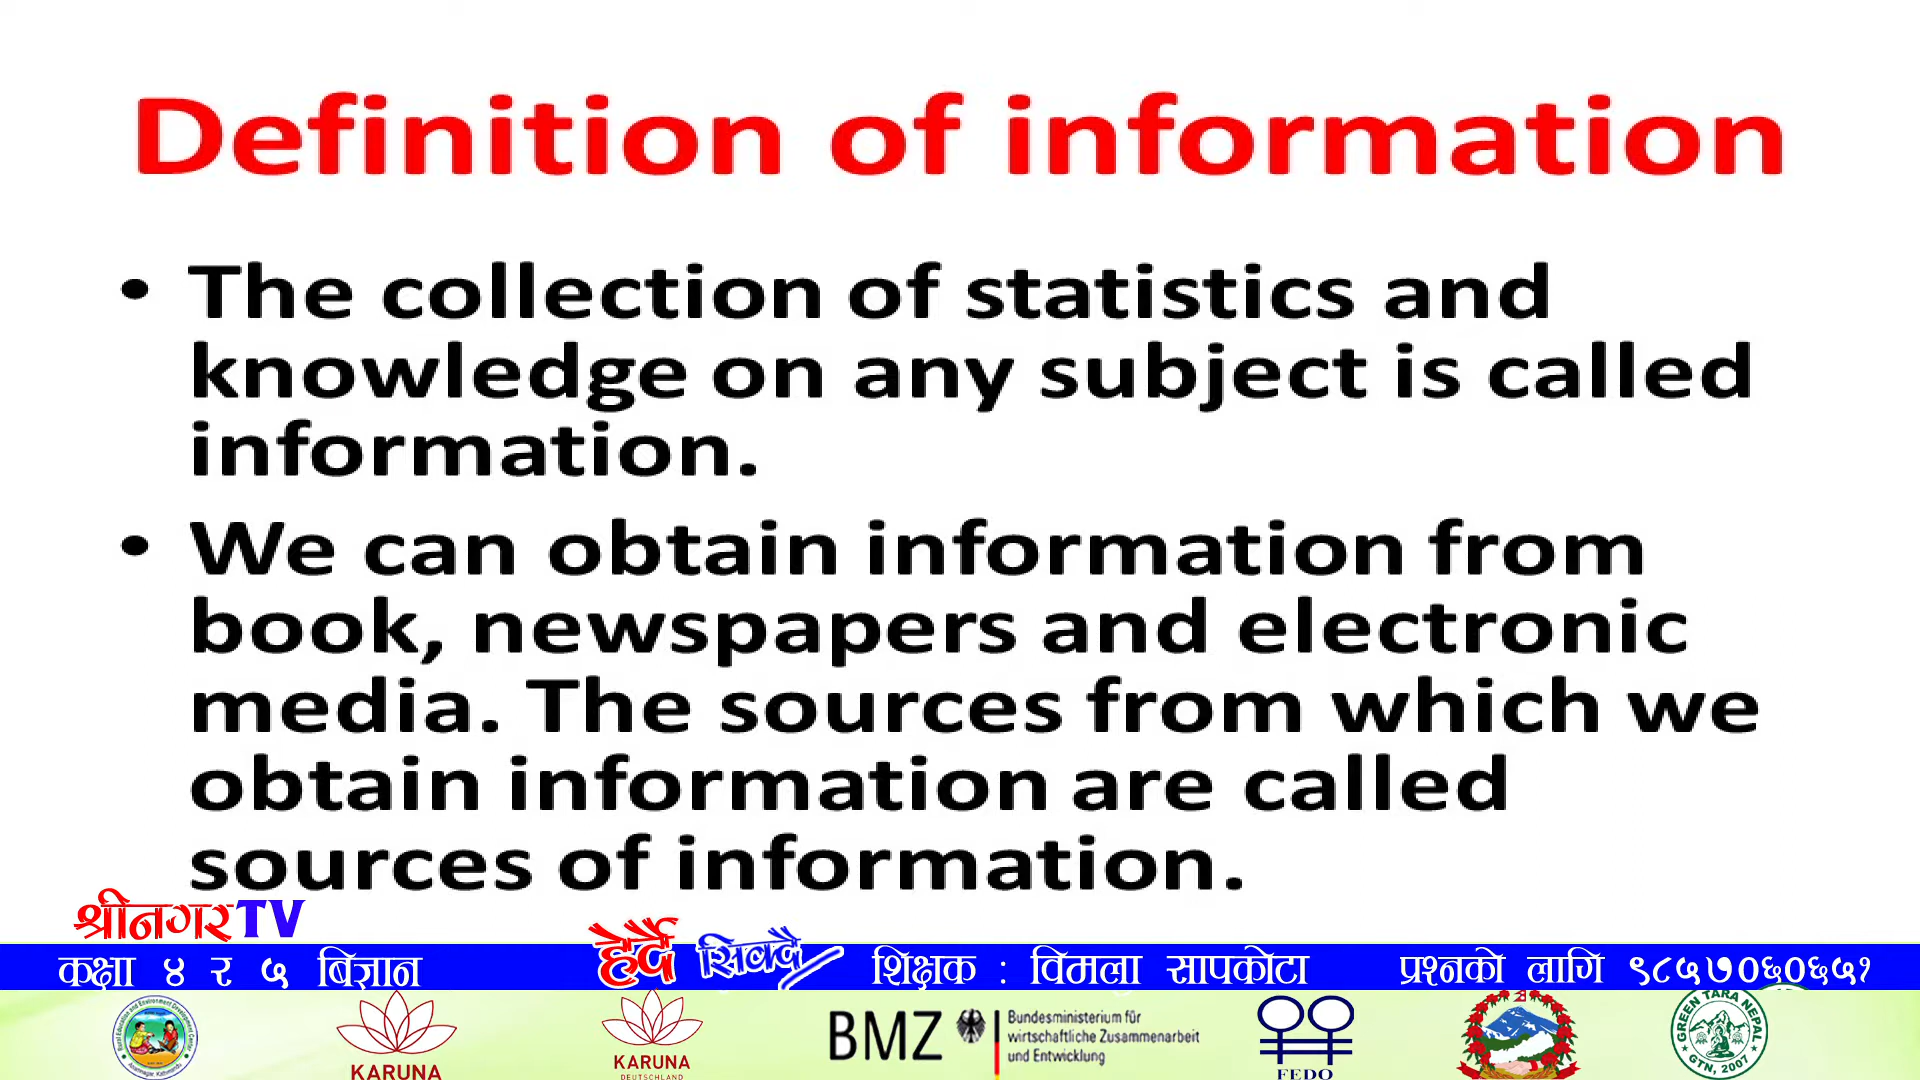 Definition of information
• The collection of statistics and
knowledge on any subject is called
information.
• We can obtain information from
book, newspapers and electronic
media. The sources from which we
obtain information are called
sources of information.
श्रीनगर TV
कक्षा ४ र ५ बिज्ञान
हेर्दै सिक्दै
शिक्षक : विमला सापकोटा
प्रश्नको लागि ९८५७०६०६५१
KARUNA
KARUNA
DEUTSCHLAND
BMZ
Bundesministerium für
wirtschaftliche Zusammenarbeit
und Entwicklung
FEDO
GREEN TARA NEPAL
GTN, 2007